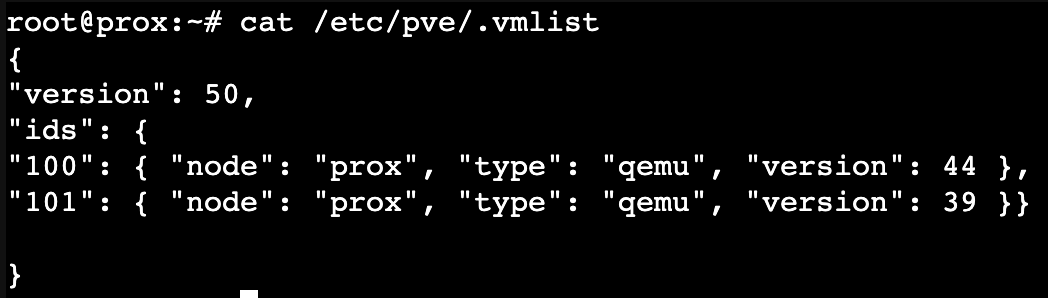 root@prox:~# cat /etc/pve/.vmlist
{
"version": 50,
"ids": {
"100": { "node": "prox", "type": "qemu", "version": 44 },
"101": { "node": "prox", "type": "qemu", "version": 39 }}
}